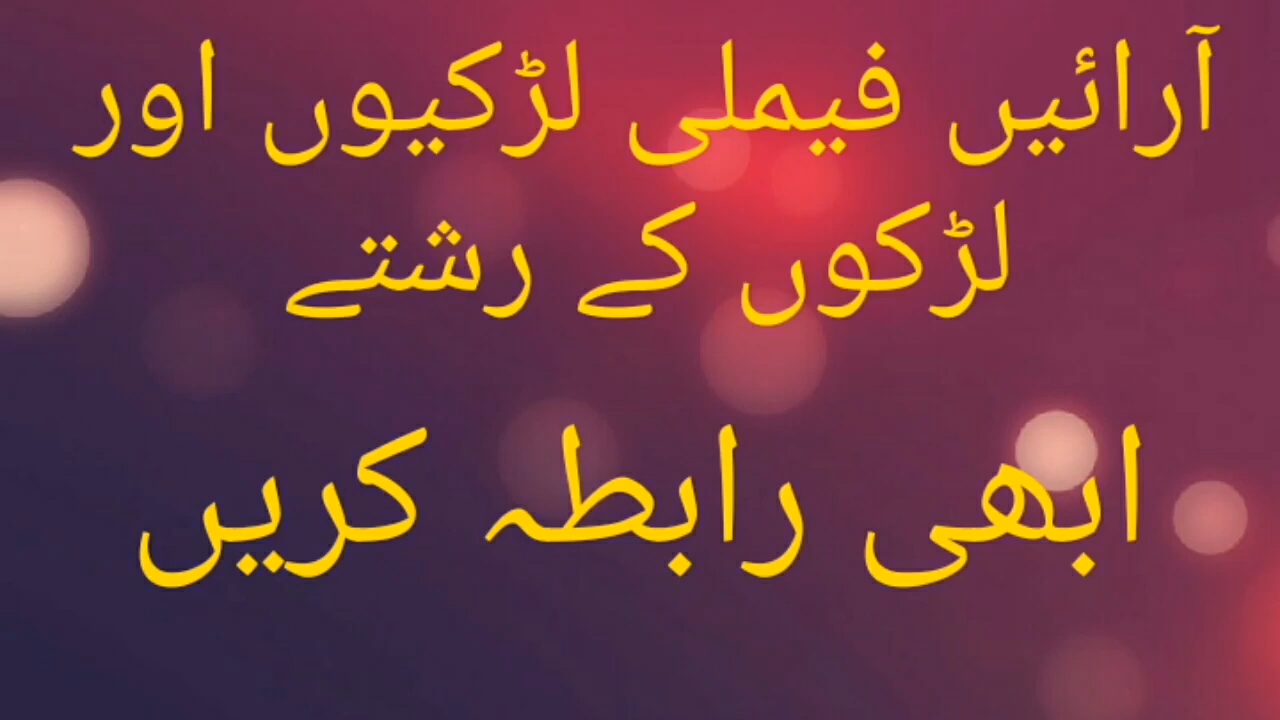 آرائیں فیملی لڑکیوں اور
لڑکوں کے رشتے
ابھی رابطہ کریں